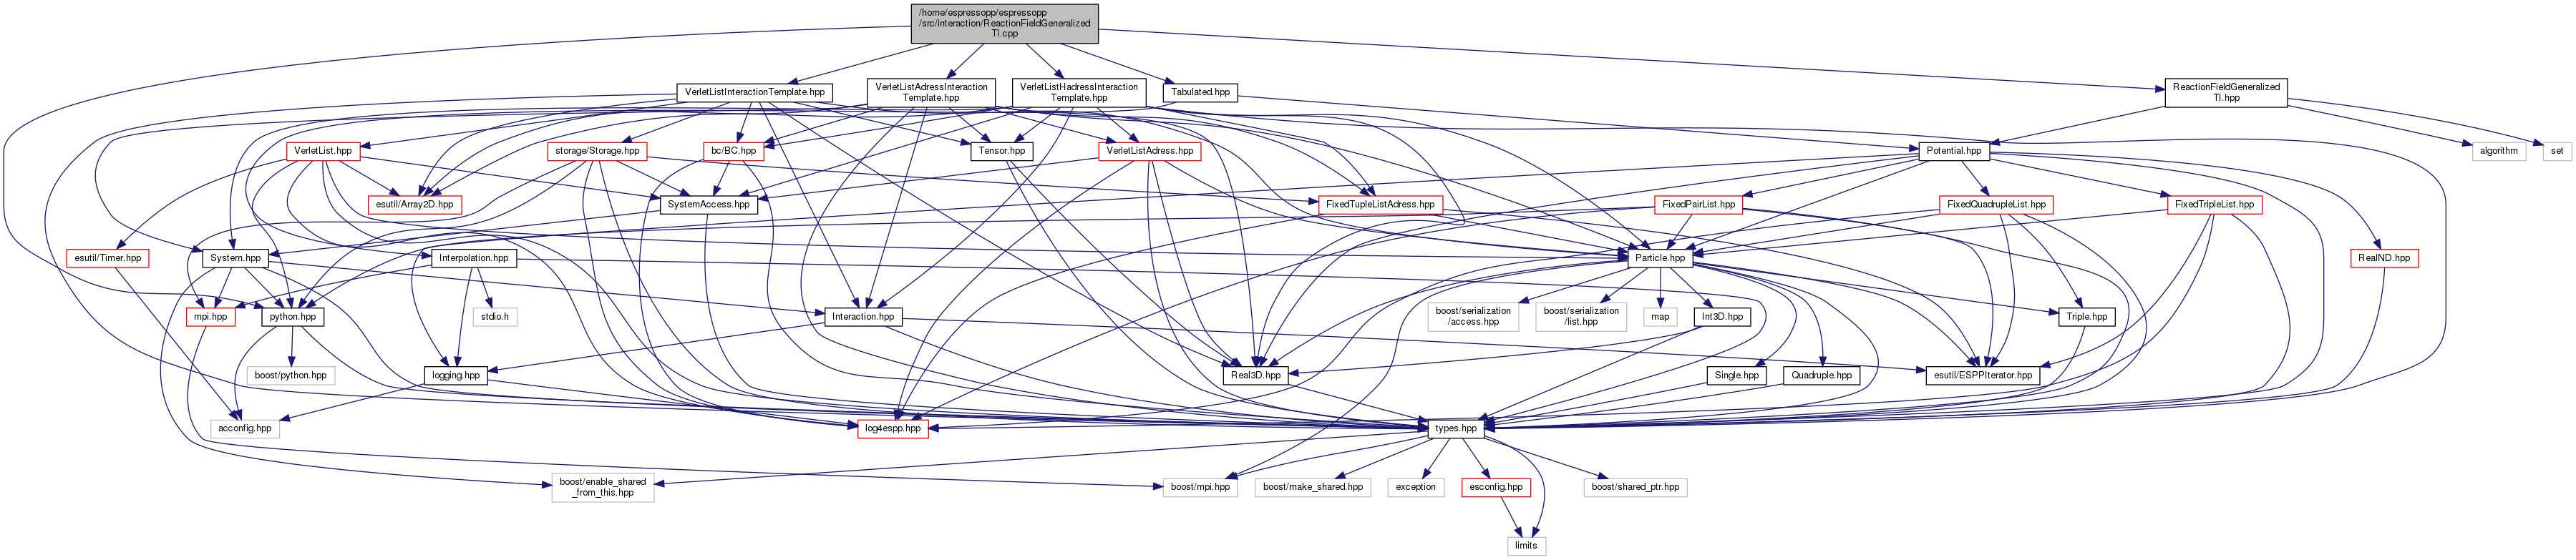 /home/espressopp/espressopp
/src/interaction/ReactionFieldGeneralized
TI.cpp
VerletListInteractionTemplate.hpp
VerletListAdressInteraction
Template.hpp
VerletListHadressInteraction
Template.hpp
Tabulated.hpp
ReactionFieldGeneralized
TI.hpp
VerletList.hpp
storage/Storage.hpp
bc/BC.hpp
Tensor.hpp
VerletListAdress.hpp
Potential.hpp
algorithm
set
esutil/Array2D.hpp
SystemAccess.hpp
FixedTupleListAdress.hpp
FixedPairList.hpp
FixedQuadrupleList.hpp
FixedTripleList.hpp
esutil/Timer.hpp
System.hpp
Interpolation.hpp
Particle.hpp
RealND.hpp
mpi.hpp
python.hpp
stdio.h
Interaction.hpp
boost/serialization
/access.hpp
boost/serialization
/list.hpp
map
Int3D.hpp
Triple.hpp
boost/python.hpp
logging.hpp
Real3D.hpp
Single.hpp
Quadruple.hpp
esutil/ESPPIterator.hpp
acconfig.hpp
log4espp.hpp
types.hpp
boost/enable_shared
_from_this.hpp
boost/mpi.hpp
boost/make_shared.hpp
exception
esconfig.hpp
boost/shared_ptr.hpp
limits